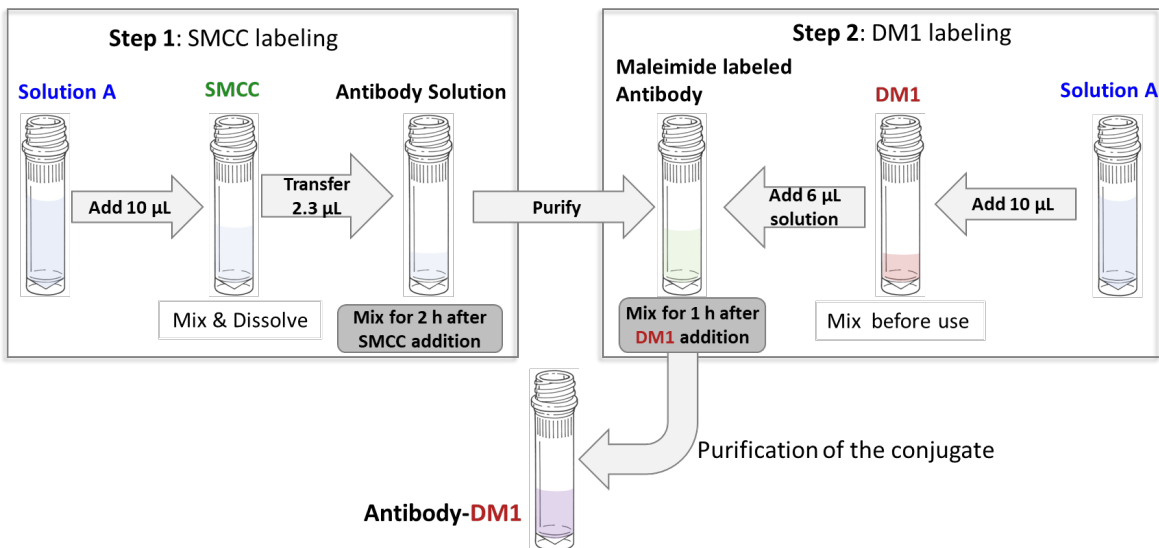 Step 1: SMCC labeling
Solution A
SMCC
Antibody Solution
Add 10 µL
Transfer
2.3 µL
Mix & Dissolve
Mix for 2 h after
SMCC addition
Purify
Step 2: DM1 labeling
Maleimide labeled
Antibody
DM1
Solution A
Add 6 µL
solution
Add 10 µL
Mix for 1 h after
DM1 addition
Mix before use
Purification of the conjugate
Antibody-DM1